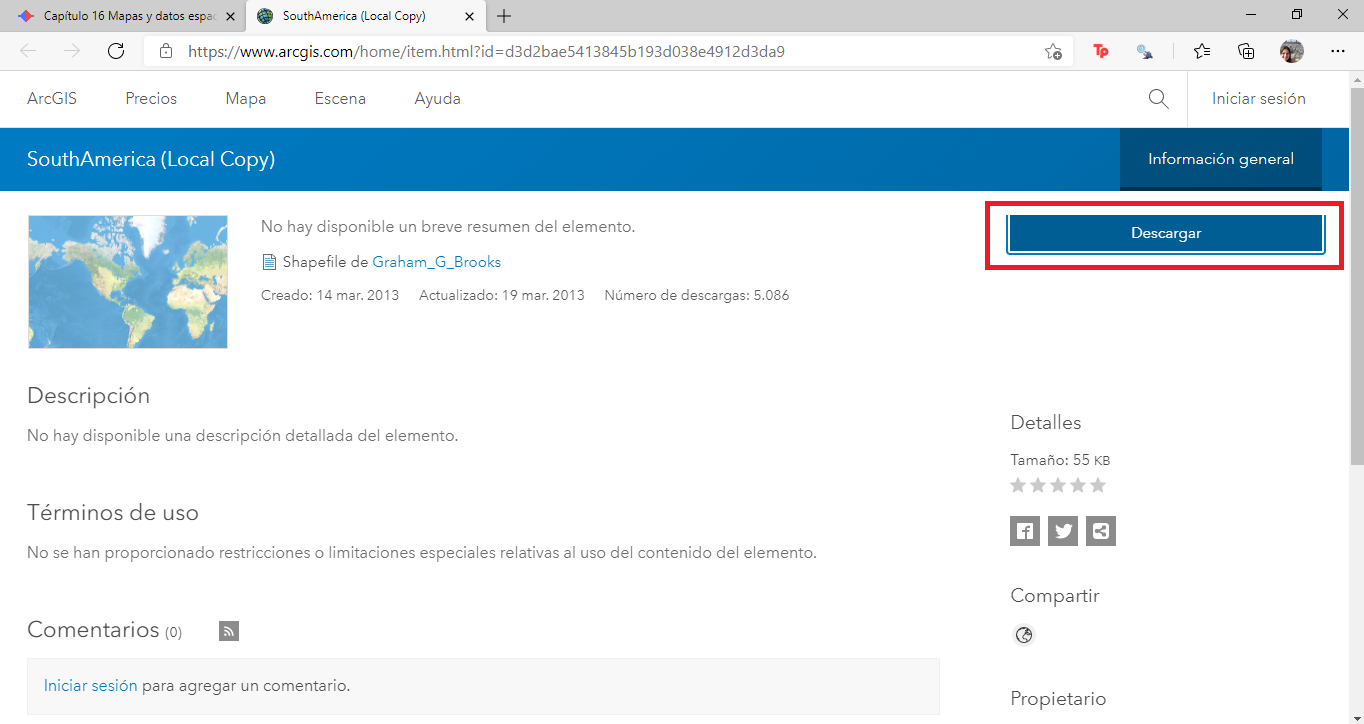 Capítulo 16 Mapas y datos espac
SouthAmerica (Local Copy)
https://www.arcgis.com/home/item.html?id=d3d2bae5413845b193d038e4912d3da9
Tp
ArcGIS Precios Mapa Escena Ayuda Iniciar sesión
SouthAmerica (Local Copy) Información general
No hay disponible un breve resumen del elemento.
Descargar
Shapefile de Graham_G_Brooks
Creado: 14 mar. 2013 Actualizado: 19 mar. 2013 Número de descargas: 5.086
Descripción
No hay disponible una descripción detallada del elemento.
Detalles
Tamaño: 55 KB
Términos de uso
No se han proporcionado restricciones o limitaciones especiales relativas al uso del contenido del elemento.
Compartir
Comentarios (0)
Iniciar sesión para agregar un comentario.
Propietario